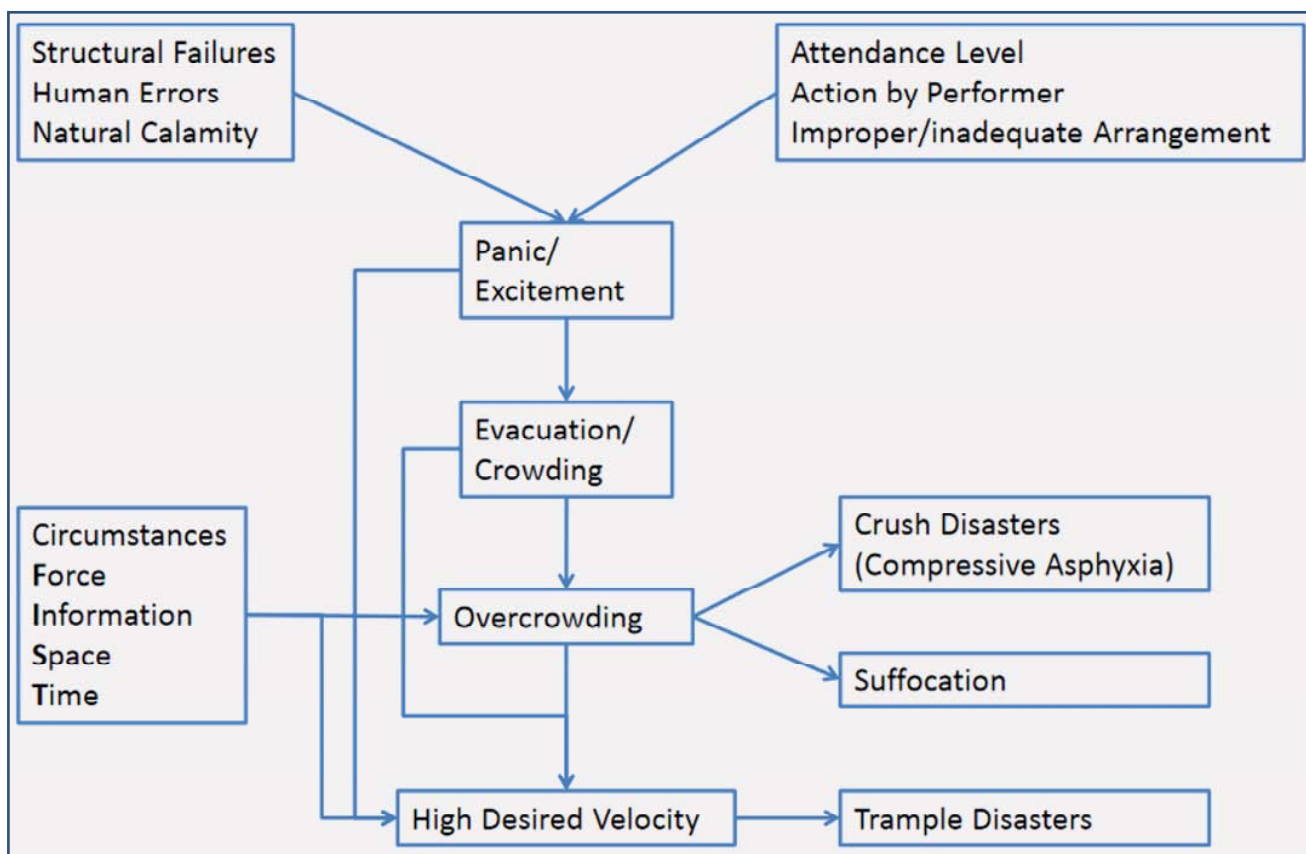 Structural Failures
Human Errors
Natural Calamity
Attendance Level
Action by Performer
Improper/inadequate Arrangement
Panic/
Excitement
Evacuation/
Crowding
Circumstances
Force
Information
Space
Time
Overcrowding
Crush Disasters
(Compressive Asphyxia)
Suffocation
High Desired Velocity
Trample Disasters